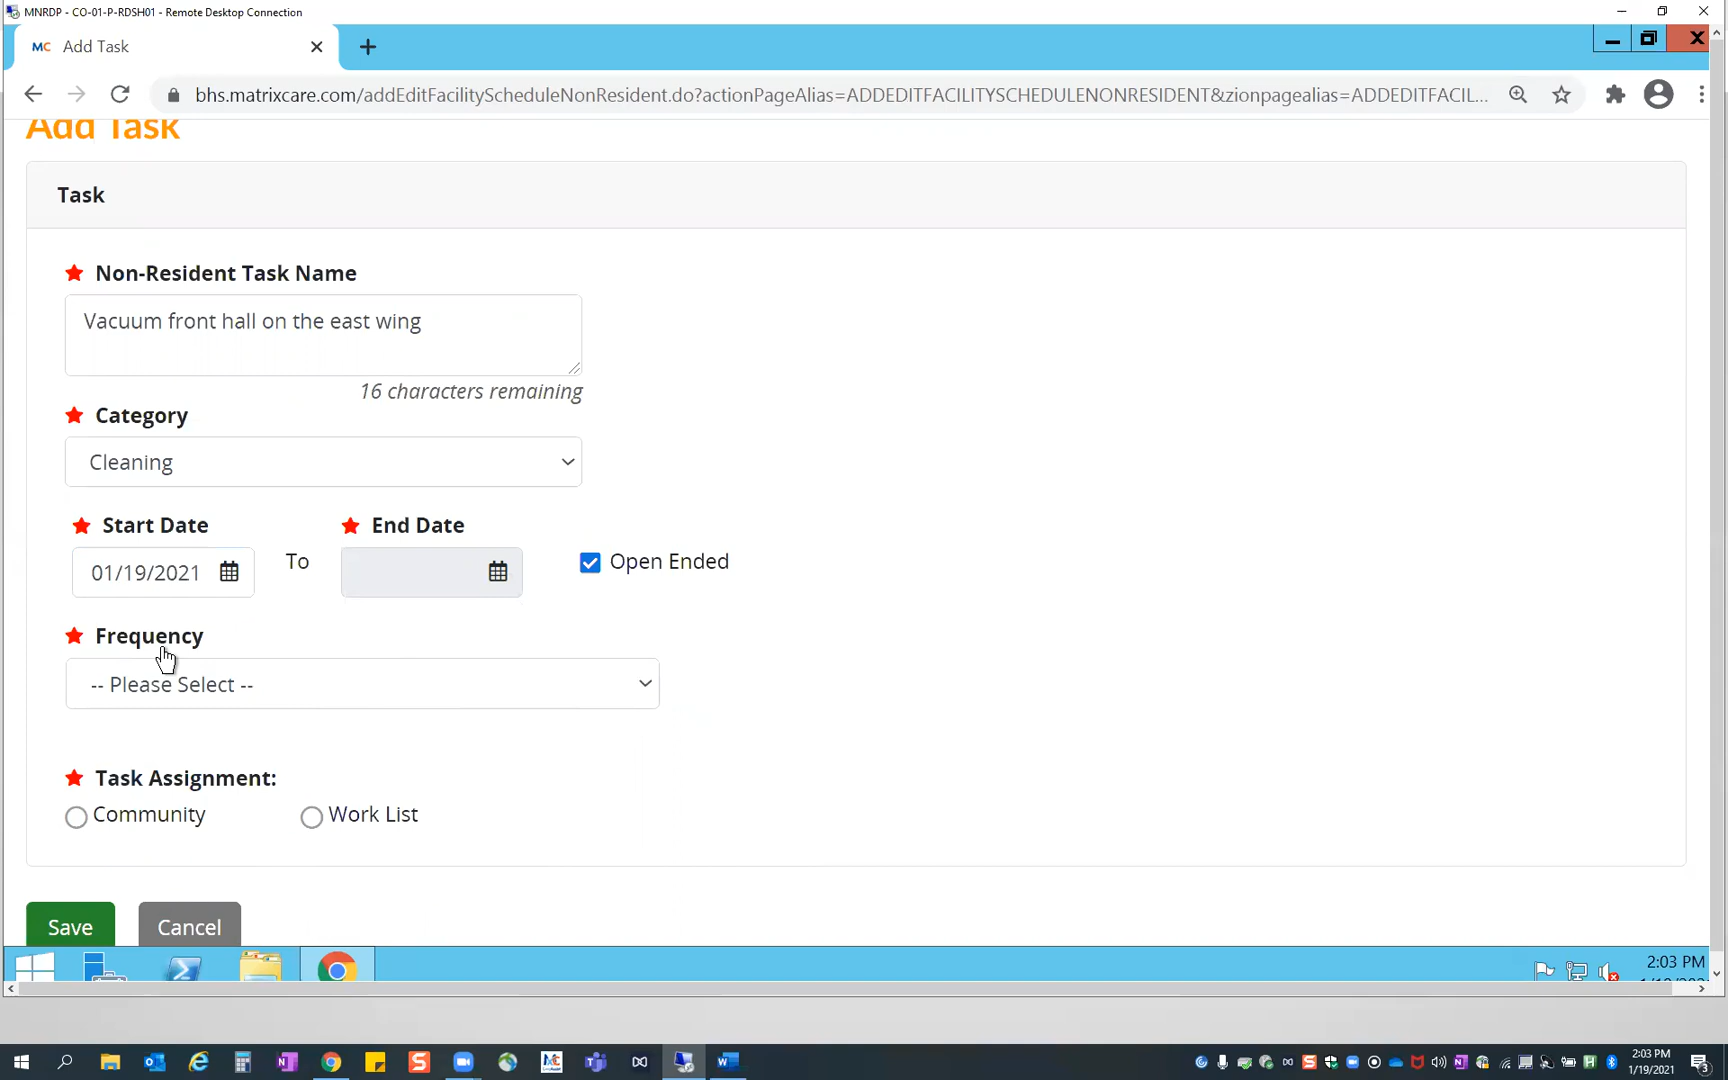 MNRDP - CO-01-P-RDSH01 - Remote Desktop Connection
MC Add Task
bhs.matrixcare.com/addEditFacilityScheduleNonResident.do?actionPageAlias=ADDEDITFACILITYSCHEDULENONRESIDENT&zionpagealias=ADDEDITFACIL...
Add Task
Task
Non-Resident Task Name
Vacuum front hall on the east wing
16 characters remaining
Category
Cleaning
Start Date
End Date
01/19/2021
To
Open Ended
Frequency
-- Please Select --
Task Assignment:
Community
Work List
Save
Cancel
2:03 PM
2:03 PM
1/19/2021
3